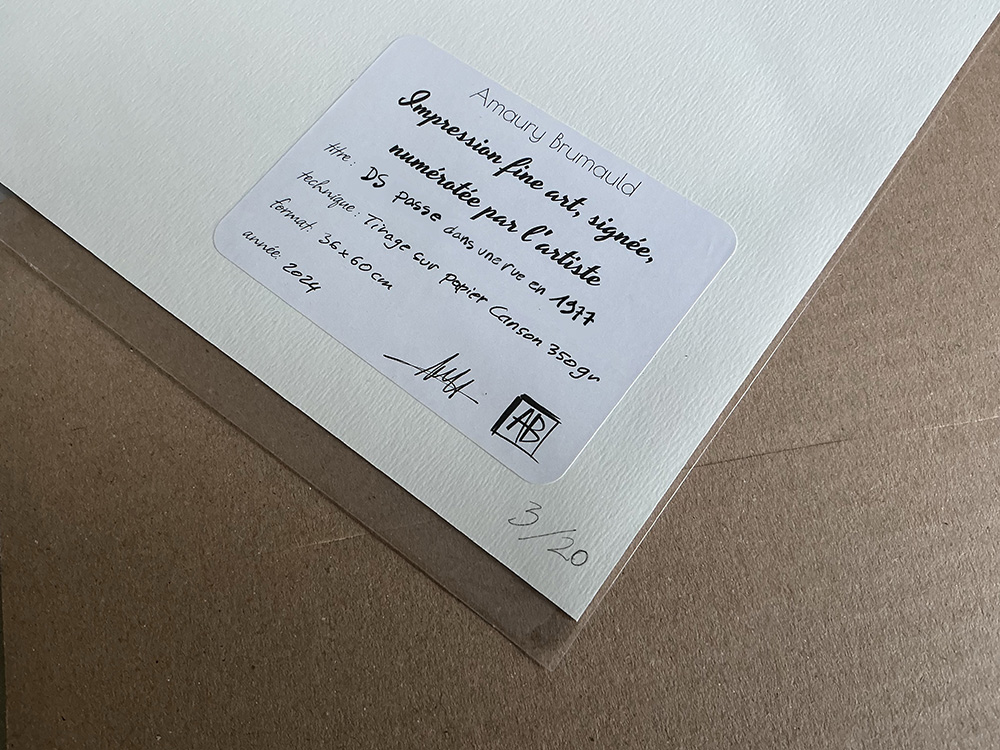 Amaury Brumauld
Impression fine art, signée,
numérotée par l'artiste
titre: DS passe dans une rue en 1977
technique: Tirage sur papier Canson 350gr
format: 36x60cm
année: 2024
AB
3/20